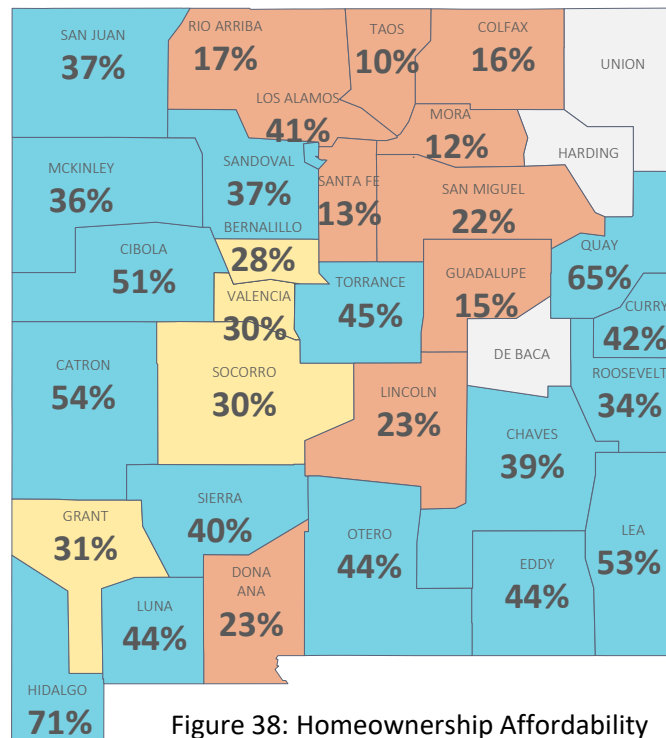 SAN JUAN
37%
RIO ARRIBA
17%
TAOS
10%
COLFAX
16%
UNION
LOS ALAMOS
41%
MORA
12%
HARDING
MCKINLEY
36%
SANDOVAL
37%
SANTA FE
13%
SAN MIGUEL
22%
BERNALILLO
28%
CIBOLA
51%
QUAY
65%
VALENCIA
30%
TORRANCE
45%
GUADALUPE
15%
CURRY
42%
DE BACA
CATRON
54%
SOCORRO
30%
LINCOLN
23%
ROOSEVELT
34%
CHAVES
39%
GRANT
31%
SIERRA
40%
OTERO
44%
LEA
53%
EDDY
44%
DONA
ANA
23%
LUNA
44%
HIDALGO
71%
Figure 38: Homeownership Affordability